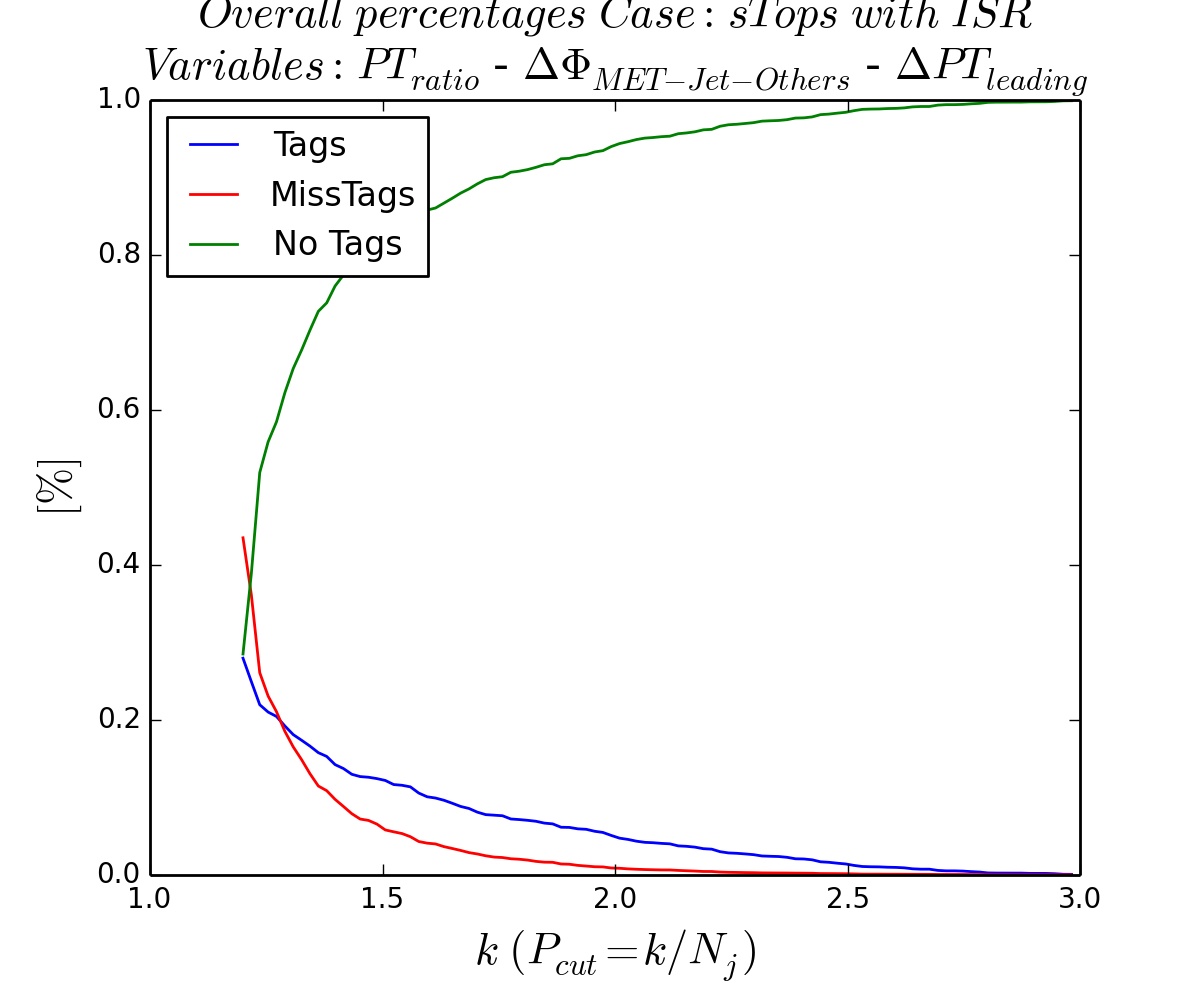 Overall percentages Case: sTops with ISR
Variables: PT_ratio - ΔΦ_MET−Jet−Others - ΔPT_leading
1.0
Tags
MissTags
No Tags
0.8
0.6
[%]
0.4
0.2
0.0
1.0 1.5 2.0 2.5 3.0
k (P_cut = k/N_j)